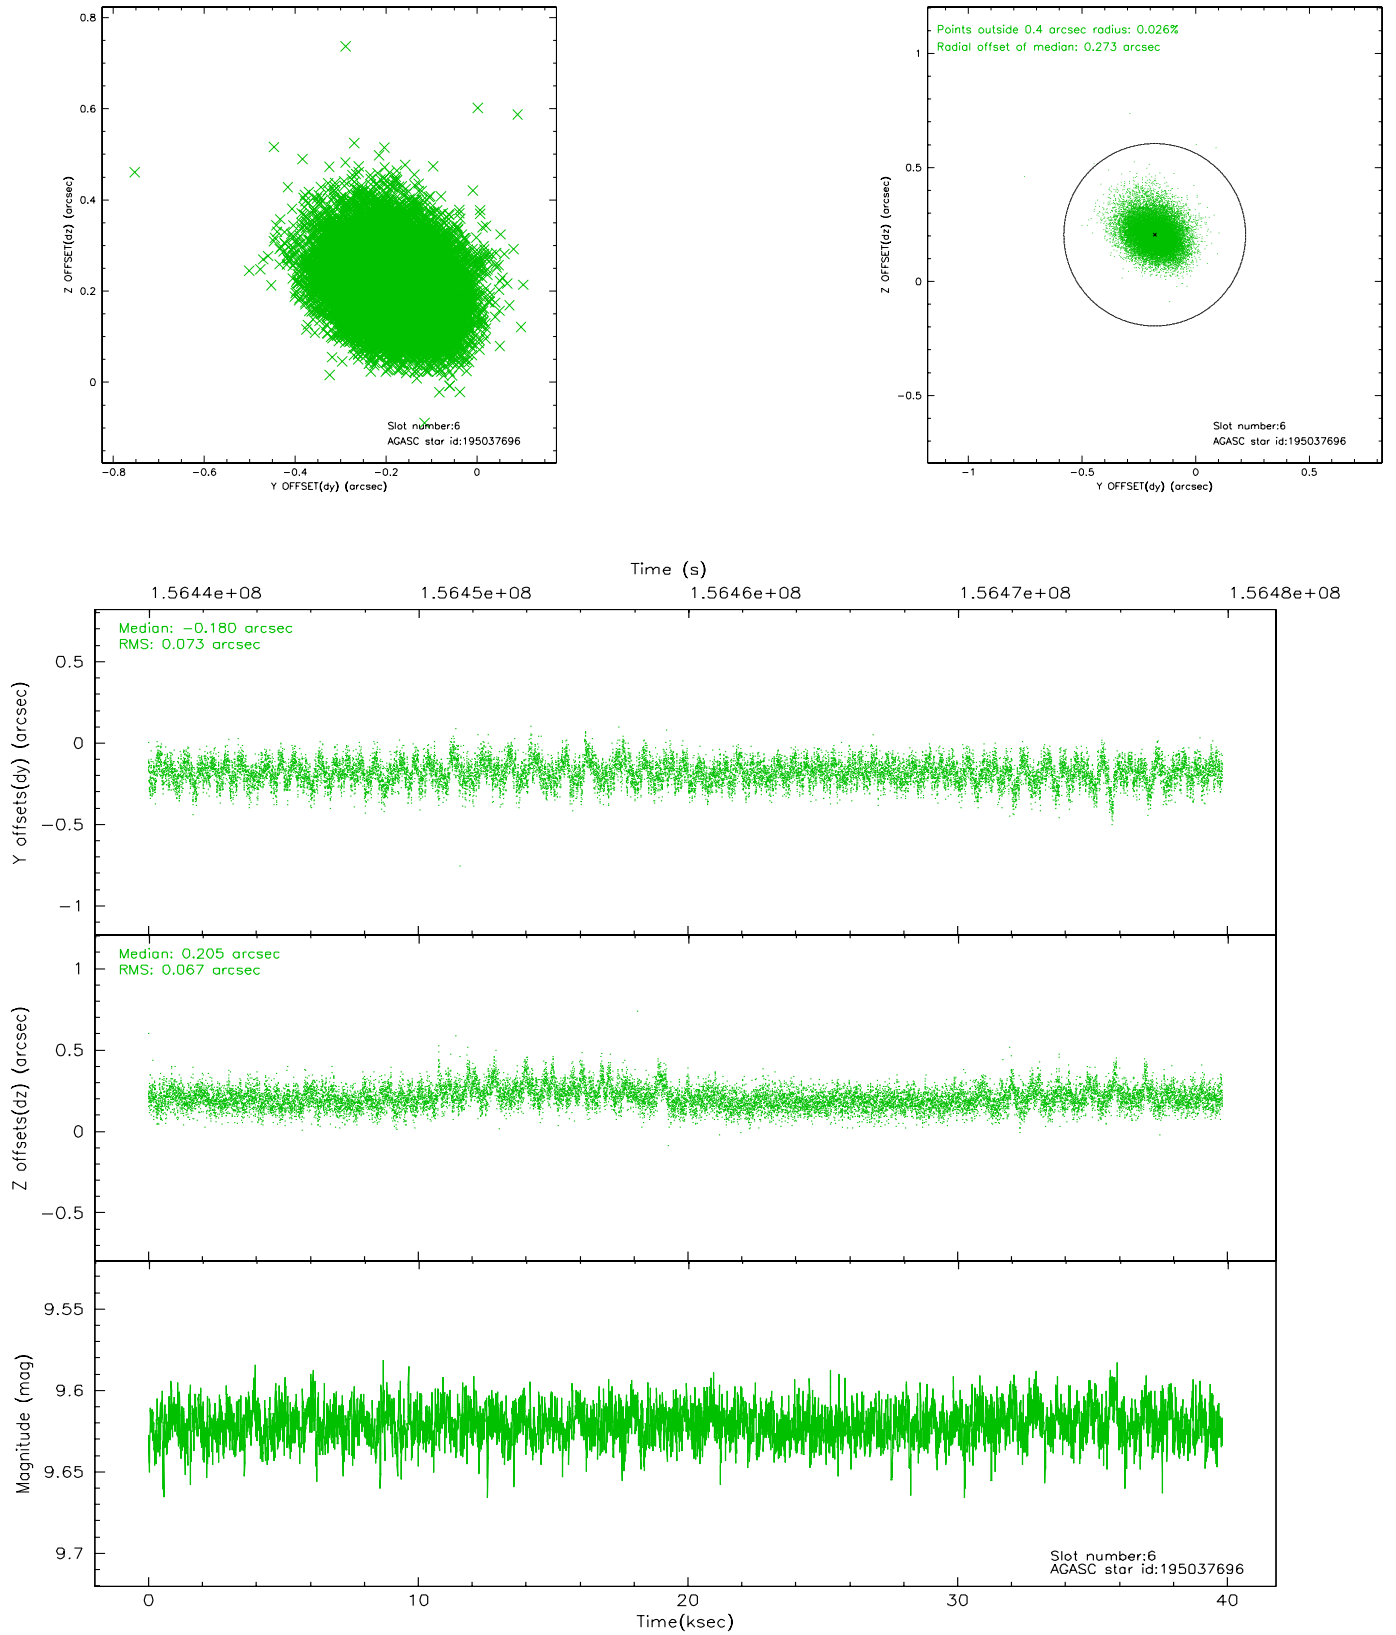 0.8
0.6
0.4
0.2
0
Z OFFSET(dz) (arcsec)
Slot number:6
AGASC star id:195037696
−0.8
−0.6
−0.4
−0.2
0
Y OFFSET(dy) (arcsec)
Points outside 0.4 arcsec radius: 0.026%
Radial offset of median: 0.273 arcsec
1
0.5
0
−0.5
Z OFFSET(dz) (arcsec)
Slot number:6
AGASC star id:195037696
−1
−0.5
0
0.5
Y OFFSET(dy) (arcsec)
Time (s)
1.5644e+08
1.5645e+08
1.5646e+08
1.5647e+08
1.5648e+08
Median: −0.180 arcsec
RMS: 0.073 arcsec
0.5
0
−0.5
−1
Y offsets(dy) (arcsec)
Median: 0.205 arcsec
RMS: 0.067 arcsec
1
0.5
0
−0.5
Z offsets(dz) (arcsec)
9.55
9.6
9.65
9.7
Magnitude (mag)
Slot number:6
AGASC star id:195037696
0
10
20
30
40
Time(ksec)